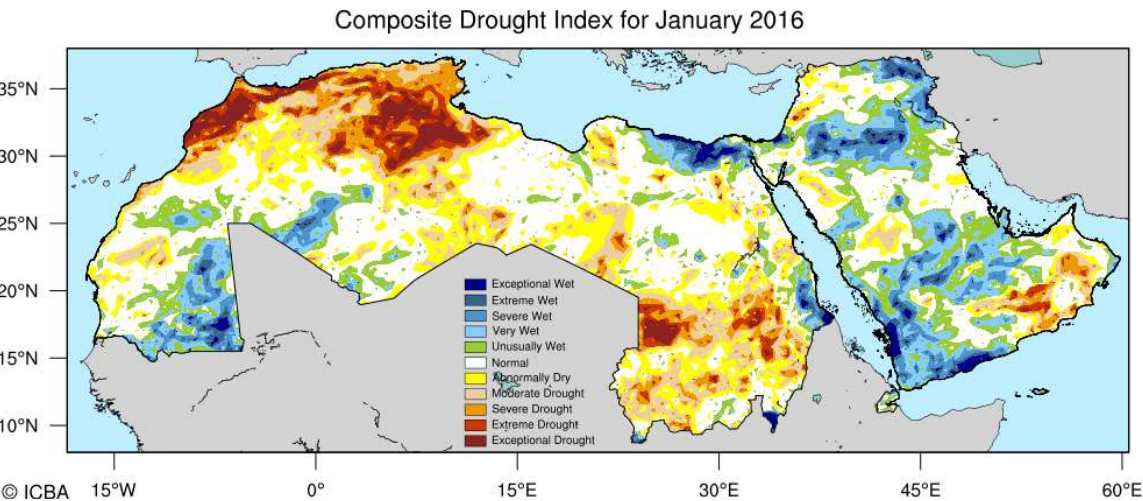 Composite Drought Index for January 2016
35°N
30°N
25°N
20°N
15°N
10°N
Exceptional Wet
Extreme Wet
Severe Wet
Very Wet
Unusually Wet
Normal
Abnormally Dry
Moderate Drought
Severe Drought
Extreme Drought
Exceptional Drought
© ICBA 15°W 0° 15°E 30°E 45°E 60°E